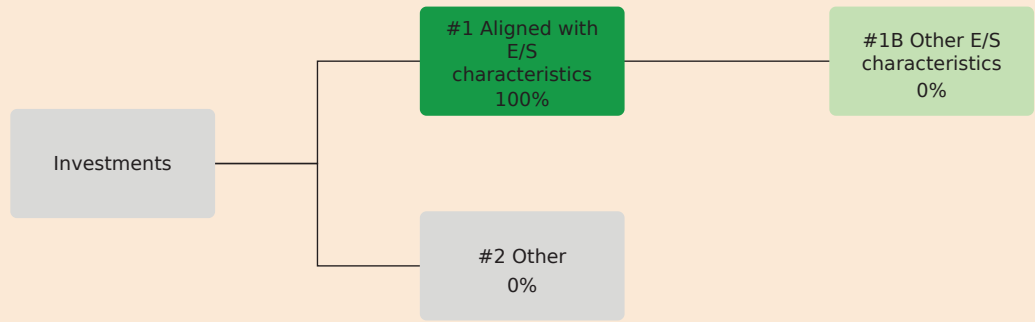 #1 Aligned with
E/S
characteristics
100%
#1B Other E/S
characteristics
0%
Investments
#2 Other
0%